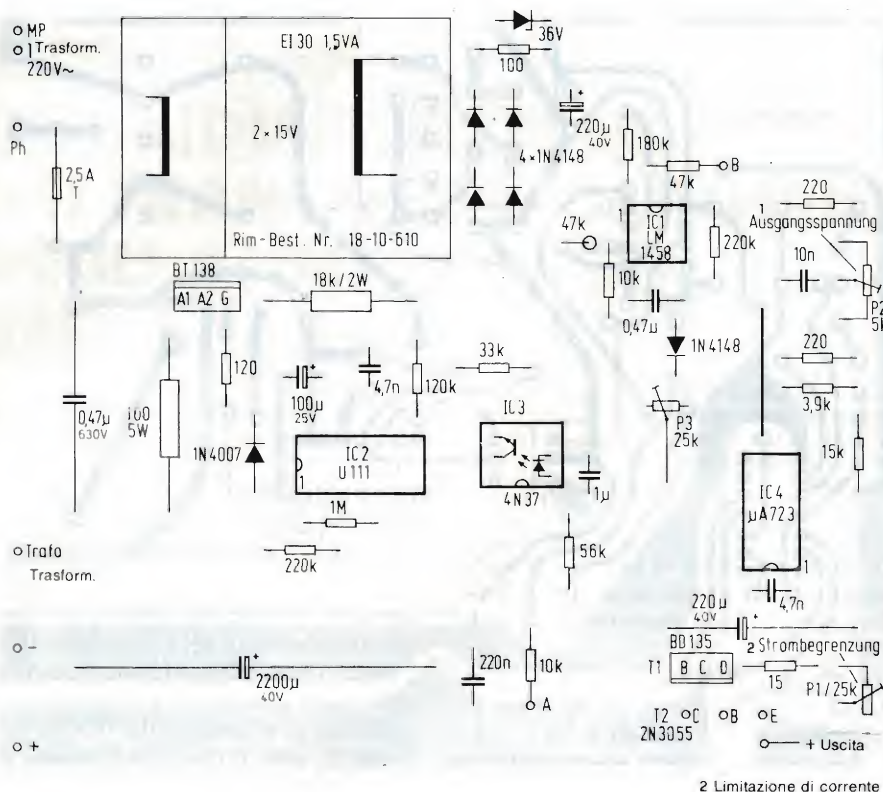 MP
1 Trasform.
220V~
Ph
2,5A
T
EI 30 1,5VA
2×15V
Rim-Best. Nr. 18-10-610
36V
100
220µ
40V
4×1N4148
180k
47k
B
47k
1
IC1
LM
1458
220k
10k
0,47µ
220
1
Ausgangsspannung
10n
P2
5k
BT138
A1 A2 G
18k/2W
120
100µ
25V
4,7n
120k
33k
1N4148
220
3,9k
P3
25k
15k
0,47µ
630V
100
5W
1N4007
IC2
U111
1
IC3
4N37
1µ
IC4
µA723
1
1M
220k
56k
4,7n
Trafo
Trasform.
-
2200µ
40V
220n
10k
A
220µ
40V
BD135
2 Strombegrenzung
T1
B C D
15
P1/25k
T2
C
B
E
2N3055
+
+ Uscita
2 Limitazione di corrente